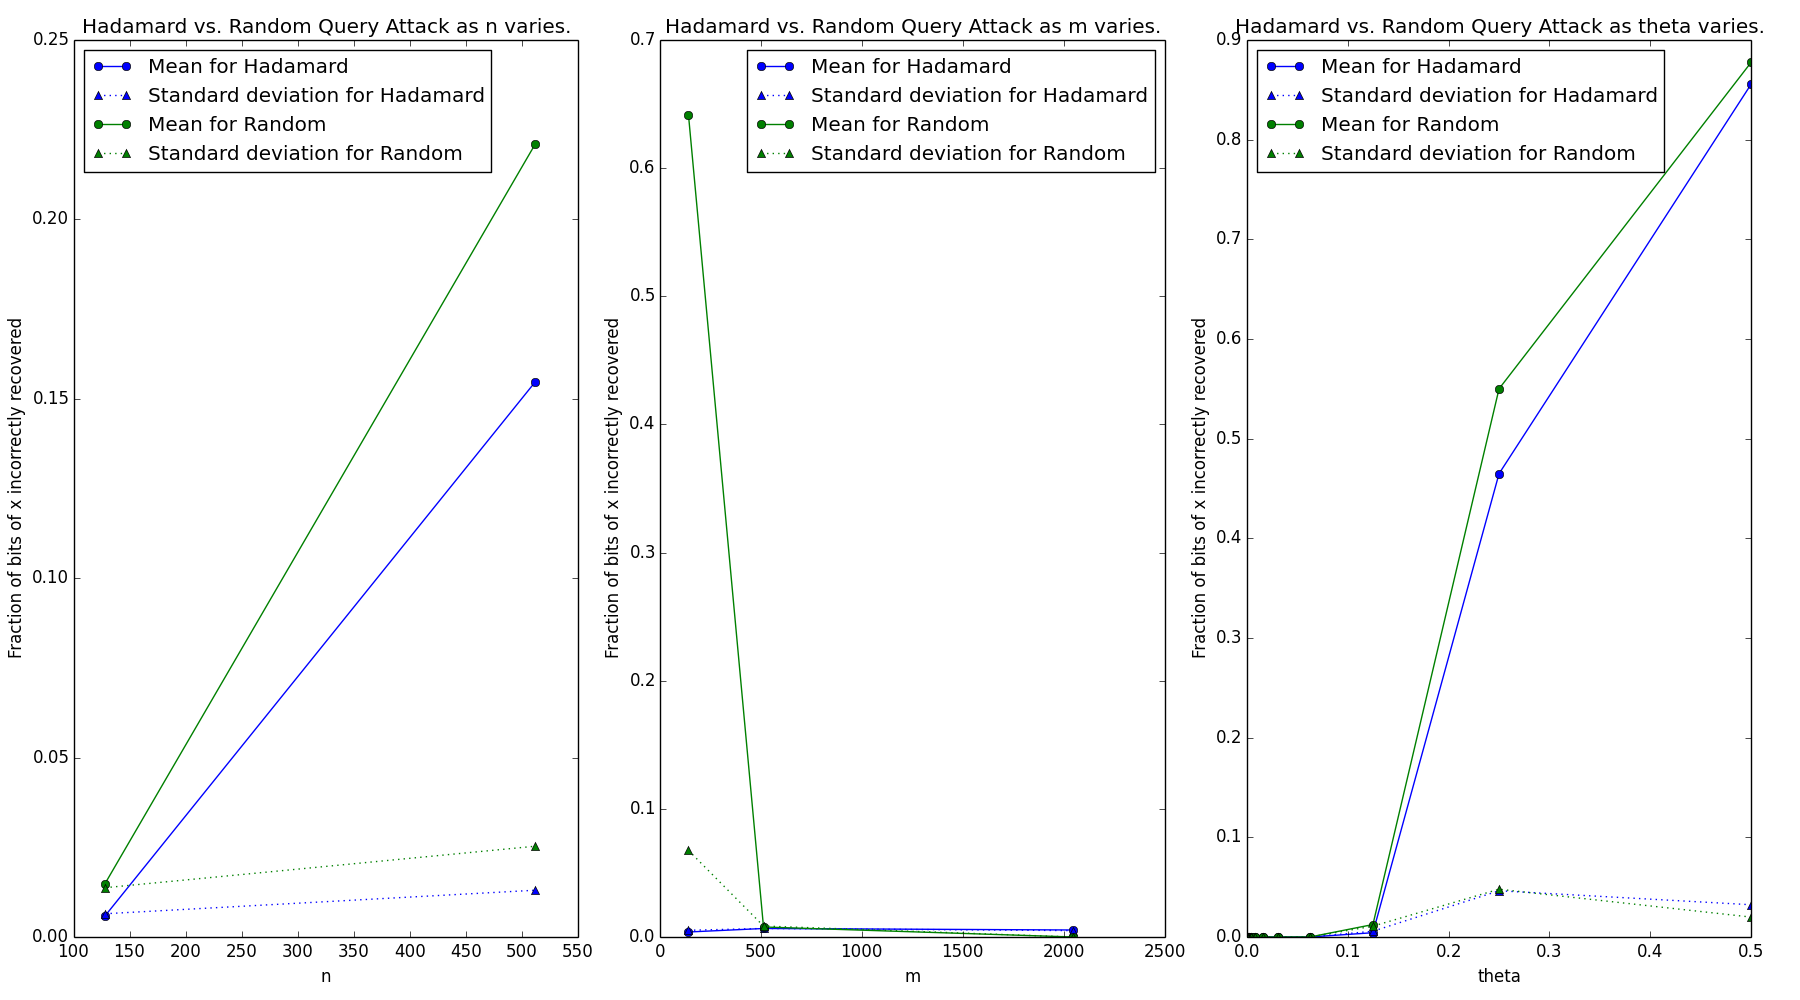 Hadamard vs. Random Query Attack as n varies.
0.25
0.20
0.15
0.10
0.05
0.00
Mean for Hadamard
Standard deviation for Hadamard
Mean for Random
Standard deviation for Random
Fraction of bits of x incorrectly recovered
100 150 200 250 300 350 400 450 500 550
n
Hadamard vs. Random Query Attack as m varies.
0.7
0.6
0.5
0.4
0.3
0.2
0.1
0.0
Mean for Hadamard
Standard deviation for Hadamard
Mean for Random
Standard deviation for Random
Fraction of bits of x incorrectly recovered
0 500 1000 1500 2000 2500
m
Hadamard vs. Random Query Attack as theta varies.
0.9
0.8
0.7
0.6
0.5
0.4
0.3
0.2
0.1
0.0
Mean for Hadamard
Standard deviation for Hadamard
Mean for Random
Standard deviation for Random
Fraction of bits of x incorrectly recovered
0.0 0.1 0.2 0.3 0.4 0.5
theta